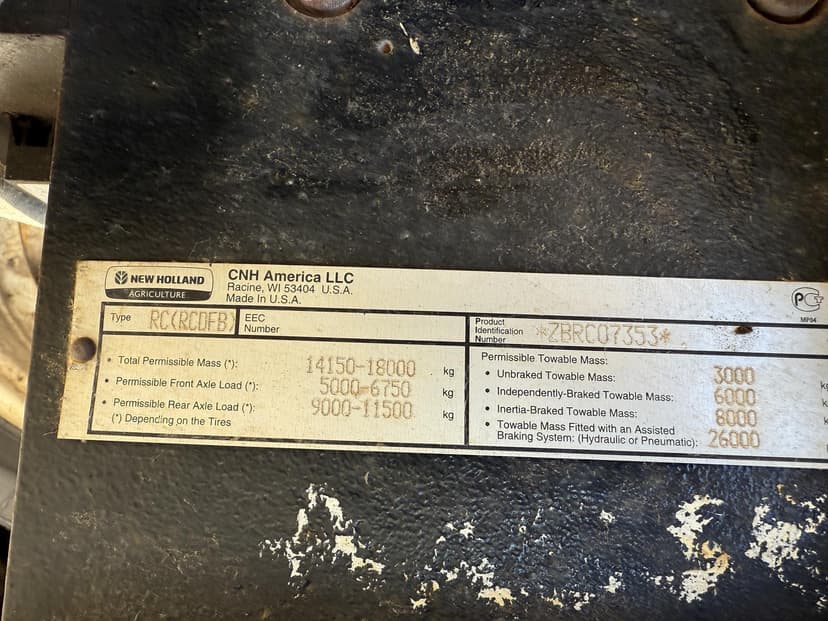 NEW HOLLAND
AGRICULTURE
CNH America LLC
Racine, WI 53404 U.S.A.
Made In U.S.A.
Type RC(RCDFB)
EEC
Number
Product
Identification
Number
*ZBRC07353*
• Total Permissible Mass (*): 14150-18000 kg
• Permissible Front Axle Load (*): 5000-6750 kg
• Permissible Rear Axle Load (*): 9000-11500 kg
(*) Depending on the Tires
Permissible Towable Mass:
• Unbraked Towable Mass: 3000
• Independently-Braked Towable Mass: 6000
• Inertia-Braked Towable Mass: 8000
• Towable Mass Fitted with an Assisted
Braking System: (Hydraulic or Pneumatic): 26000
MP04